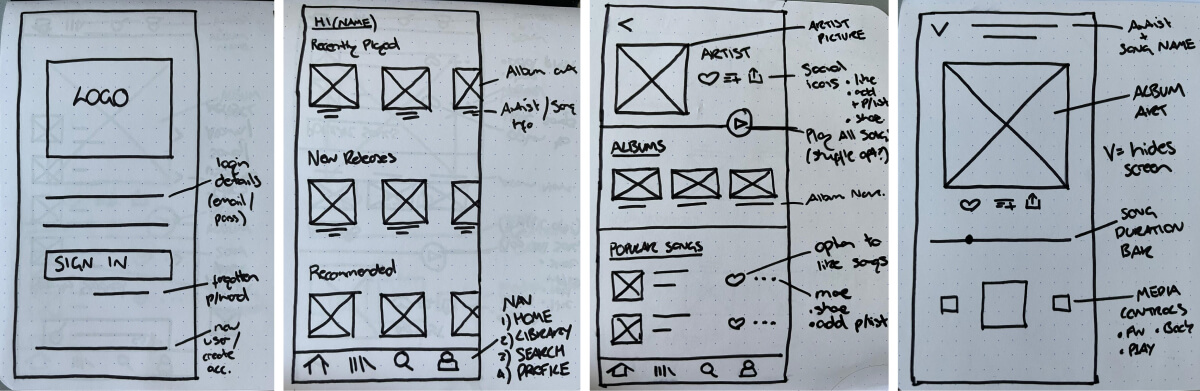 LOGO
login
details
(email/
pass)
SIGN IN
forgotten
p/word
new
user/
create
acc.
HI (NAME)
Recently Played
Album art
Artist/Song
Info
New Releases
Recommended
NAV
1) HOME
2) LIBRARY
3) SEARCH
4) PROFILE
ARTIST
PICTURE
ARTIST
Social
icons
• like
• add
+ p/list
• share
Play All Songs
(shuffle opt?)
ALBUMS
Album Name.
POPULAR SONGS
option to
like songs
more
• share
• add p/list
Artist
+
SONG NAME
ALBUM
ART
V = hides
screen
SONG
DURATION
BAR
MEDIA
CONTROLS
• FW • Back
• PLAY